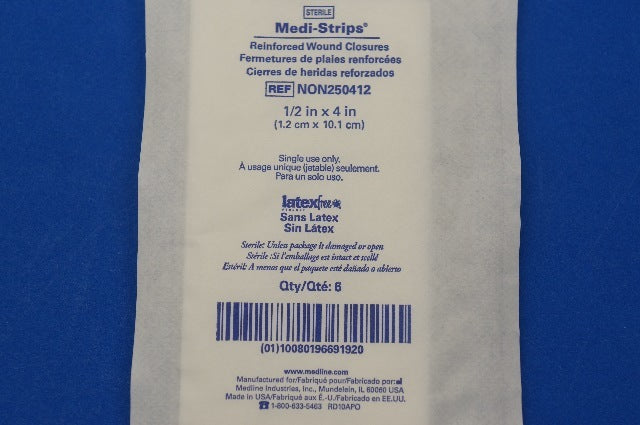 STERILE
Medi-Strips®
Reinforced Wound Closures
Fermetures de plaies renforcées
Cierres de heridas reforzados
REF NON250412
1/2 in x 4 in
(1.2 cm x 10.1 cm)
Single use only.
À usage unique (jetable) seulement.
Para un solo uso.
latexfree
Sans Latex
Sin Látex
Sterile: Unless package is damaged or open
Stérile : Si l'emballage est intact et scellé
Estéril: A menos que el paquete esté dañado o abierto
Qty/Qté: 6
(01)10080196691920
www.medline.com
Manufactured for/Fabriqué pour/Fabricado por:el
Medline Industries, Inc., Mundelein, IL 60060 USA
Made in USA/Fabriqué aux É.-U./Fabricado en EE.UU.
1-800-633-5463 RD10APO